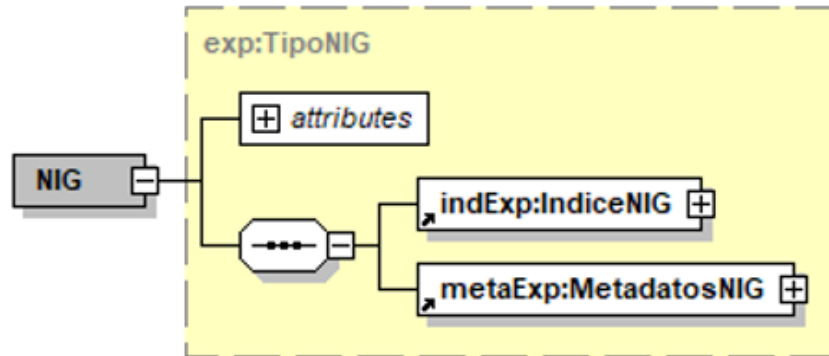 exp:TipoNIG
attributes
NIG
indExp:IndiceNIG
metaExp:MetadatosNIG